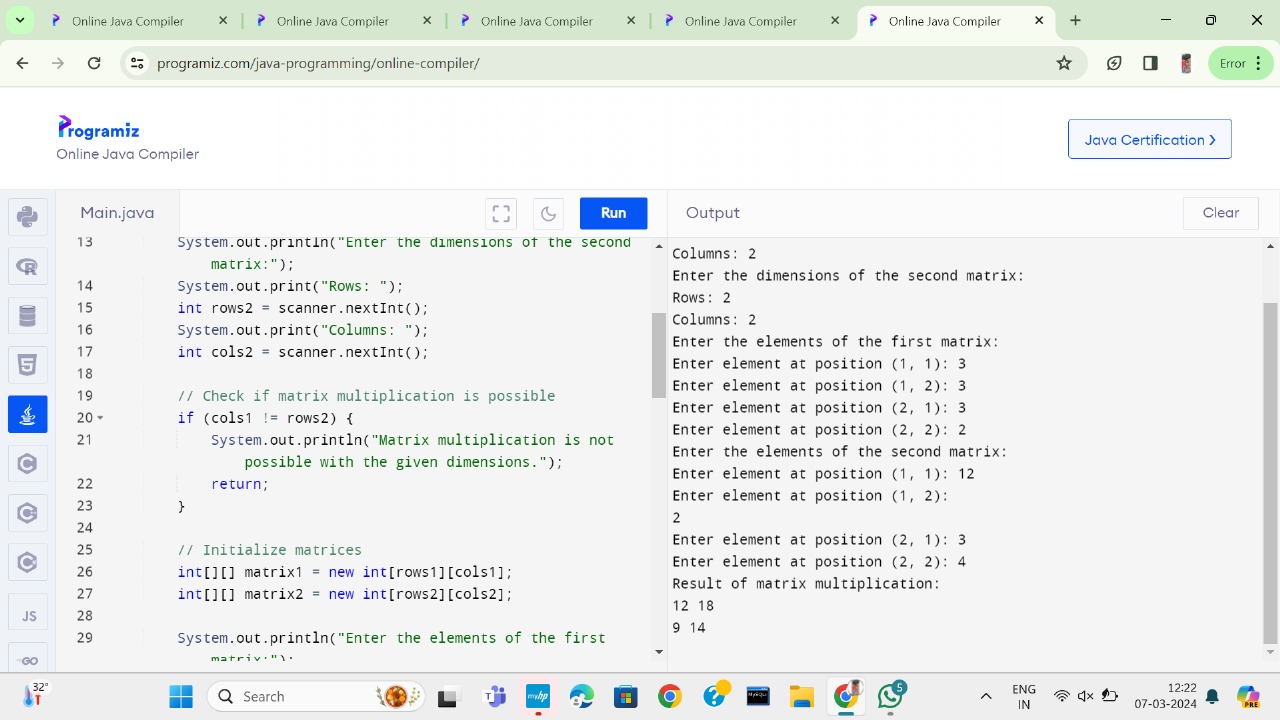 Online Java Compiler
Online Java Compiler
Online Java Compiler
Online Java Compiler
Online Java Compiler
programiz.com/java-programming/online-compiler/
Error
Programiz
Online Java Compiler
Java Certification >
Main.java
Run
Output
Clear
13 System.out.println("Enter the dimensions of the second
matrix:");
14 System.out.print("Rows: ");
15 int rows2 = scanner.nextInt();
16 System.out.print("Columns: ");
17 int cols2 = scanner.nextInt();
18
19 // Check if matrix multiplication is possible
20 if (cols1 != rows2) {
21 System.out.println("Matrix multiplication is not
possible with the given dimensions.");
22 return;
23 }
24
25 // Initialize matrices
26 int[][] matrix1 = new int[rows1][cols1];
27 int[][] matrix2 = new int[rows2][cols2];
28
29 System.out.println("Enter the elements of the first
matrix:");
Columns: 2
Enter the dimensions of the second matrix:
Rows: 2
Columns: 2
Enter the elements of the first matrix:
Enter element at position (1, 1): 3
Enter element at position (1, 2): 3
Enter element at position (2, 1): 3
Enter element at position (2, 2): 2
Enter the elements of the second matrix:
Enter element at position (1, 1): 12
Enter element at position (1, 2):
2
Enter element at position (2, 1): 3
Enter element at position (2, 2): 4
Result of matrix multiplication:
12 18
9 14
JS
GO
32°
Search
myhp
MySQL
5
ENG
IN
12:22
07-03-2024
PRE